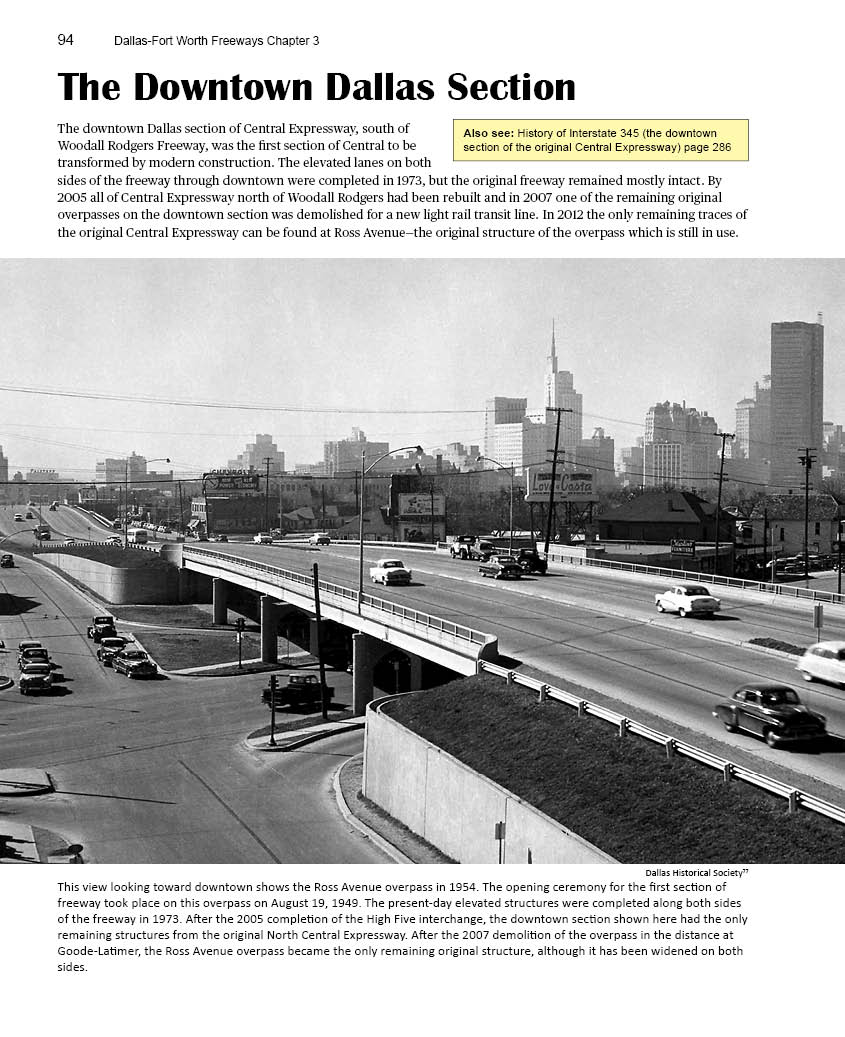 94 Dallas-Fort Worth Freeways Chapter 3
The Downtown Dallas Section
The downtown Dallas section of Central Expressway, south of
Woodall Rodgers Freeway, was the first section of Central to be
transformed by modern construction. The elevated lanes on both
Also see: History of Interstate 345 (the downtown
section of the original Central Expressway) page 286
sides of the freeway through downtown were completed in 1973, but the original freeway remained mostly intact. By
2005 all of Central Expressway north of Woodall Rodgers had been rebuilt and in 2007 one of the remaining original
overpasses on the downtown section was demolished for a new light rail transit line. In 2012 the only remaining traces of
the original Central Expressway can be found at Ross Avenue—the original structure of the overpass which is still in use.
CHEVROLET
NEW NEW
POWER ECONOMY
Love Casta
FURNITURE
Dallas Historical Society⁷⁷
This view looking toward downtown shows the Ross Avenue overpass in 1954. The opening ceremony for the first section of
freeway took place on this overpass on August 19, 1949. The present-day elevated structures were completed along both sides
of the freeway in 1973. After the 2005 completion of the High Five interchange, the downtown section shown here had the only
remaining structures from the original North Central Expressway. After the 2007 demolition of the overpass in the distance at
Goode-Latimer, the Ross Avenue overpass became the only remaining original structure, although it has been widened on both
sides.